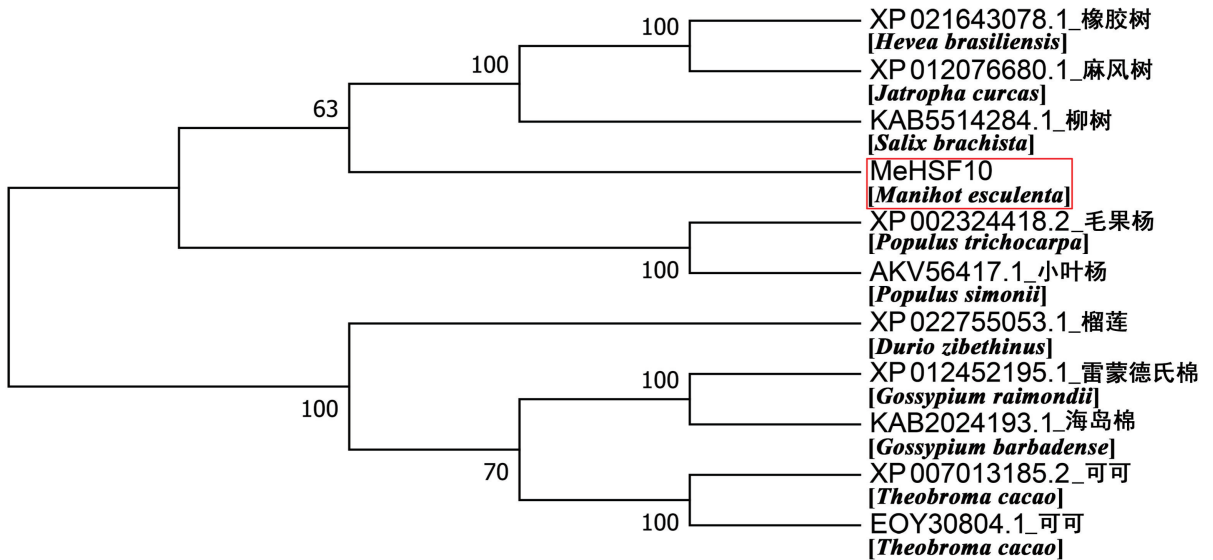 100
XP 021643078.1_橡胶树
[Hevea brasiliensis]
100
XP 012076680.1_麻风树
[Jatropha curcas]
63
KAB5514284.1_柳树
[Salix brachista]
MeHSF10
[Manihot esculenta]
XP 002324418.2_毛果杨
[Populus trichocarpa]
100
AKV56417.1_小叶杨
[Populus simonii]
XP 022755053.1_榴莲
[Durio zibethinus]
100
100
XP 012452195.1_雷蒙德氏棉
[Gossypium raimondii]
KAB2024193.1_海岛棉
[Gossypium barbadense]
70
XP 007013185.2_可可
[Theobroma cacao]
100
EOY30804.1_可可
[Theobroma cacao]